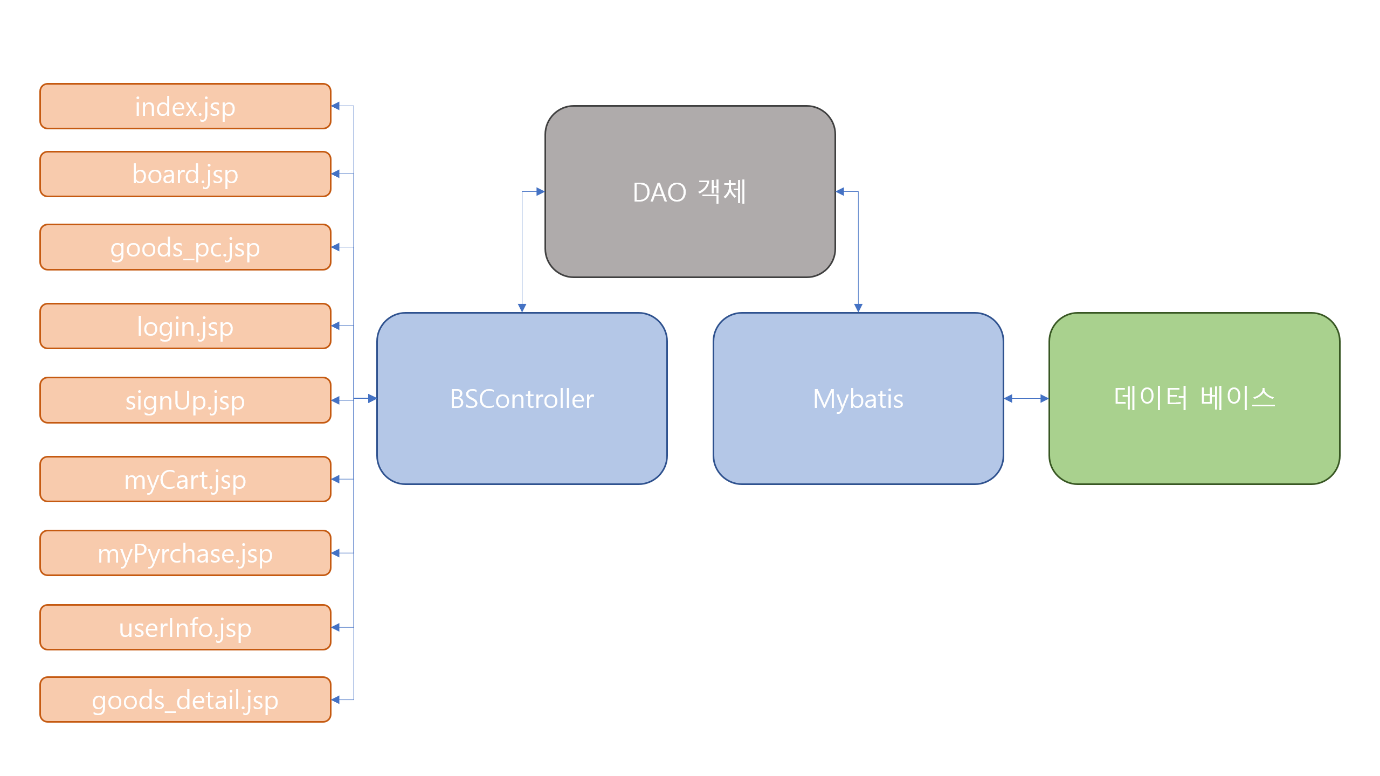 index.jsp
board.jsp
goods_pc.jsp
login.jsp
signUp.jsp
myCart.jsp
myPyrchase.jsp
userInfo.jsp
goods_detail.jsp
DAO 객체
BSController
Mybatis
데이터 베이스